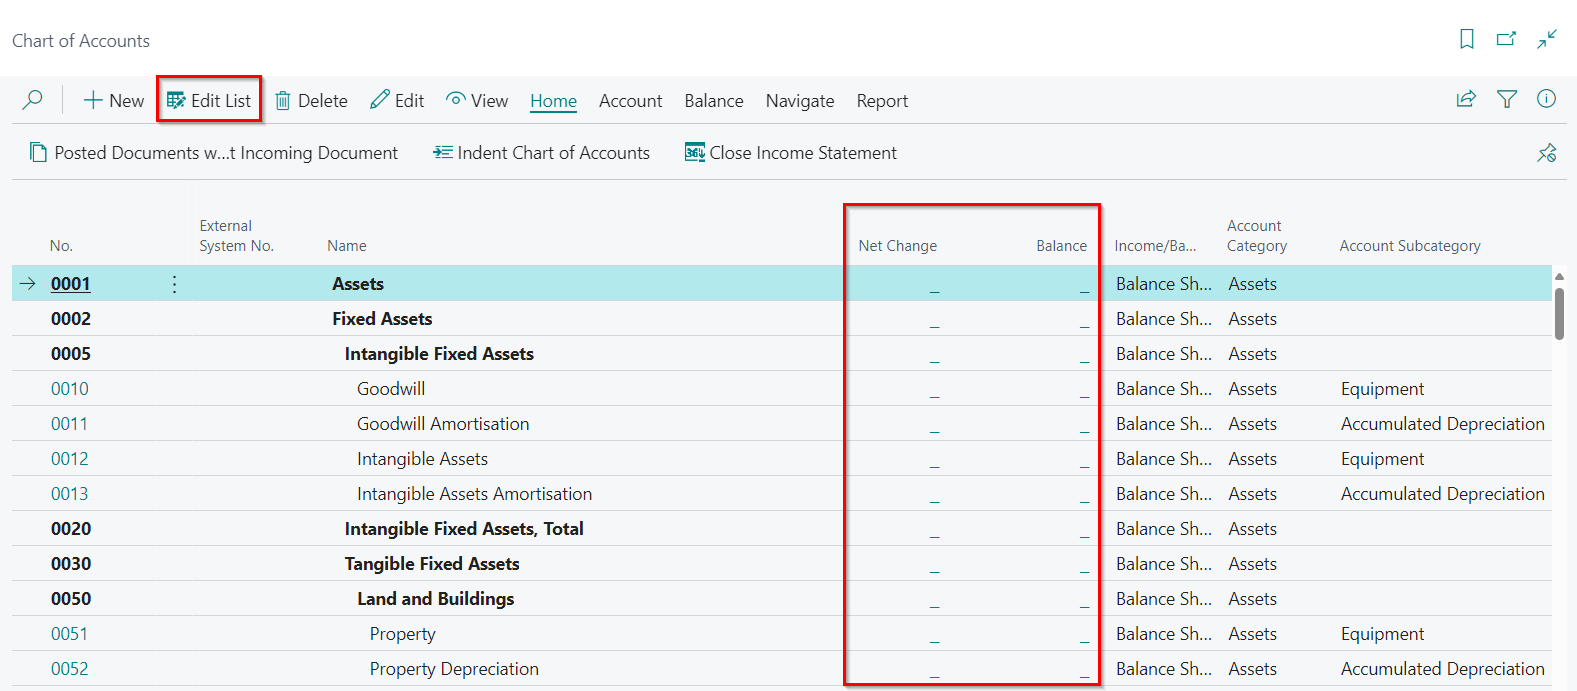 Chart of Accounts
New Edit List Delete Edit View Home Account Balance Navigate Report
Posted Documents w...t Incoming Document Indent Chart of Accounts Close Income Statement
No. External System No. Name Net Change Balance Income/Ba... Account Category Account Subcategory
0001 Assets _ _ Balance Sh... Assets
0002 Fixed Assets _ _ Balance Sh... Assets
0005 Intangible Fixed Assets _ _ Balance Sh... Assets
0010 Goodwill _ _ Balance Sh... Assets Equipment
0011 Goodwill Amortisation _ _ Balance Sh... Assets Accumulated Depreciation
0012 Intangible Assets _ _ Balance Sh... Assets Equipment
0013 Intangible Assets Amortisation _ _ Balance Sh... Assets Accumulated Depreciation
0020 Intangible Fixed Assets, Total _ _ Balance Sh... Assets
0030 Tangible Fixed Assets _ _ Balance Sh... Assets
0050 Land and Buildings _ _ Balance Sh... Assets
0051 Property _ _ Balance Sh... Assets Equipment
0052 Property Depreciation _ _ Balance Sh... Assets Accumulated Depreciation